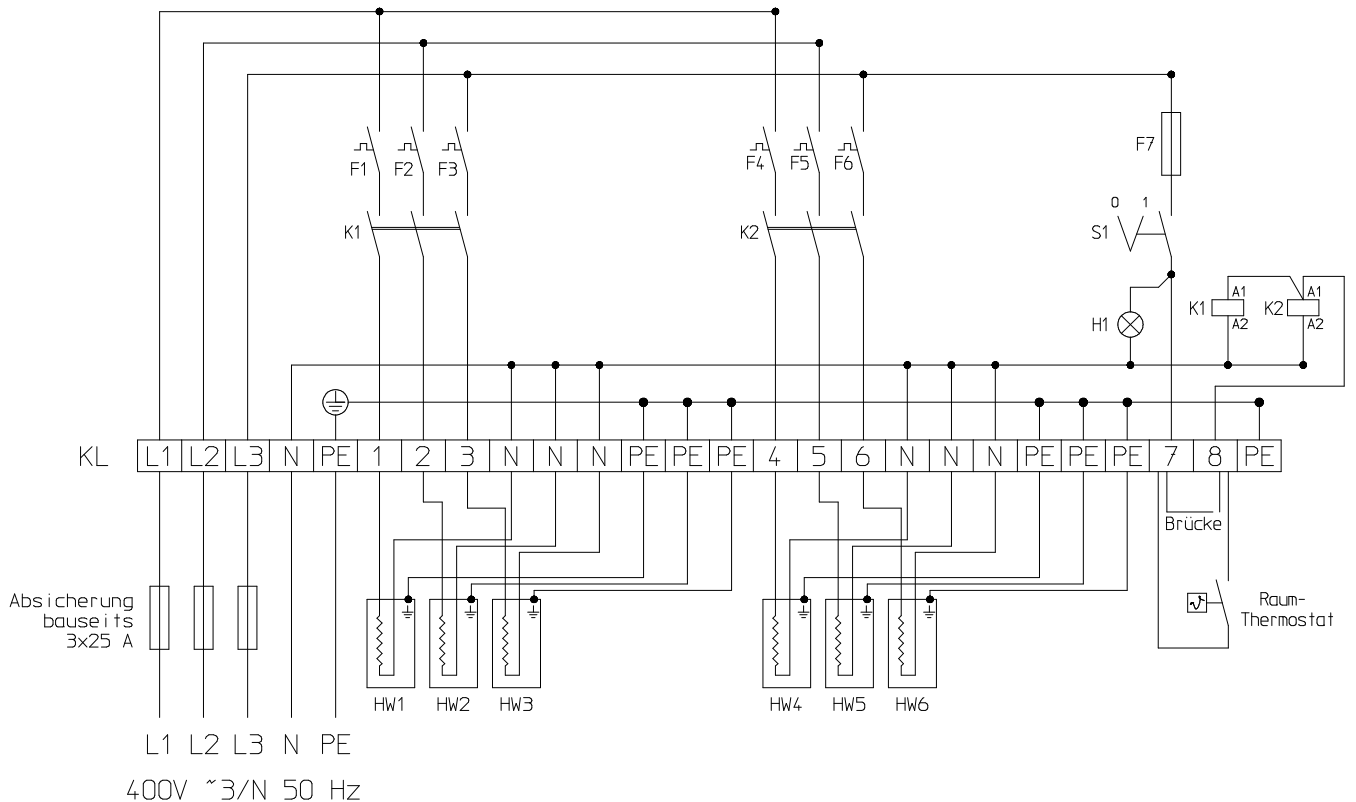 F1 F2 F3 F4 F5 F6 F7
0 1
K1 K2 S1
H1 K1 A1 A2 K2 A1 A2
KL L1 L2 L3 N PE 1 2 3 N N N PE PE PE 4 5 6 N N N PE PE PE 7 8 PE
Brücke
Absicherung
bauseits
3x25 A
Raum-
Thermostat
HW1 HW2 HW3 HW4 HW5 HW6
L1 L2 L3 N PE
400V ~3/N 50 Hz